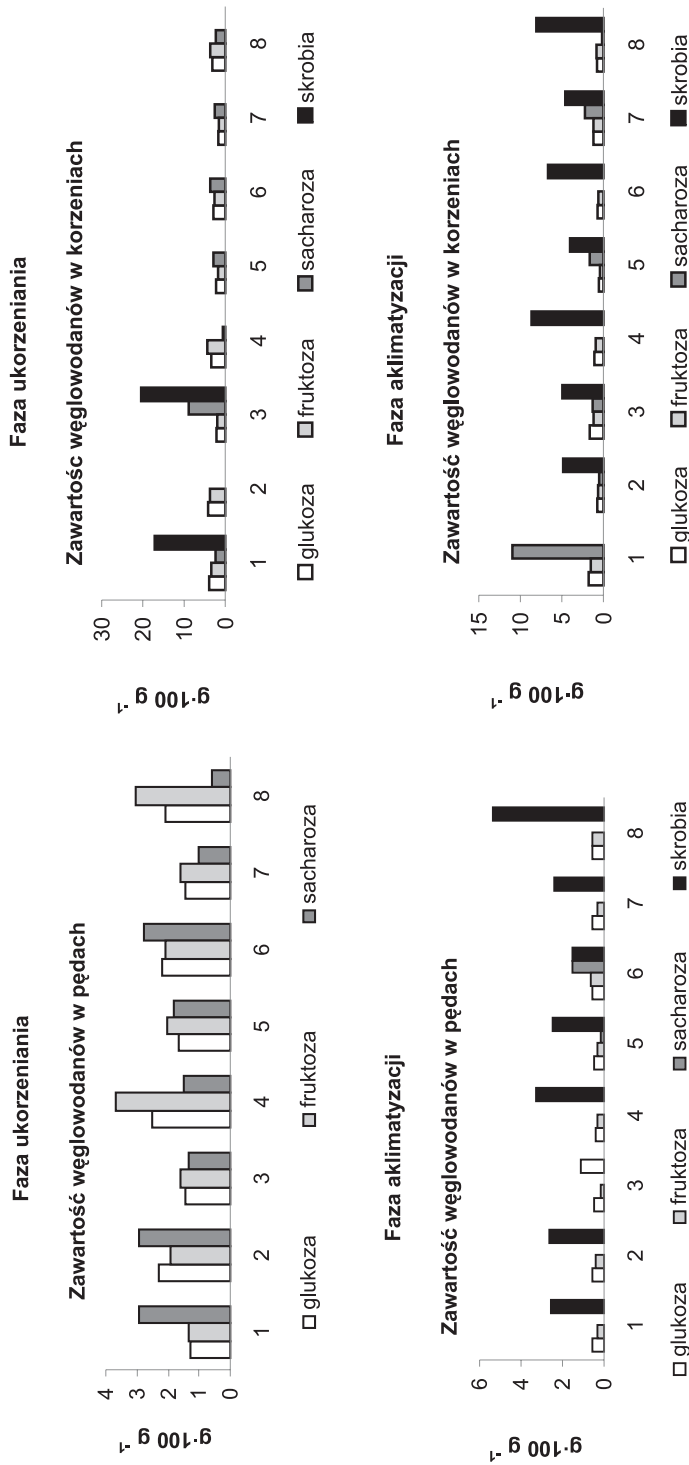 Faza ukorzeniania
Zawartość węglowodanów w pędach
g·100 g -1
4
3
2
1
0
1 2 3 4 5 6 7 8
glukoza fruktoza sacharoza
Faza ukorzeniania
Zawartość węglowodanów w korzeniach
g·100 g -1
30
20
10
0
1 2 3 4 5 6 7 8
glukoza fruktoza sacharoza skrobia
Faza aklimatyzacji
Zawartość węglowodanów w pędach
g·100 g -1
6
4
2
0
1 2 3 4 5 6 7 8
glukoza fruktoza sacharoza skrobia
Faza aklimatyzacji
Zawartość węglowodanów w korzeniach
g·100 g -1
15
10
5
0
1 2 3 4 5 6 7 8
glukoza fruktoza sacharoza skrobia